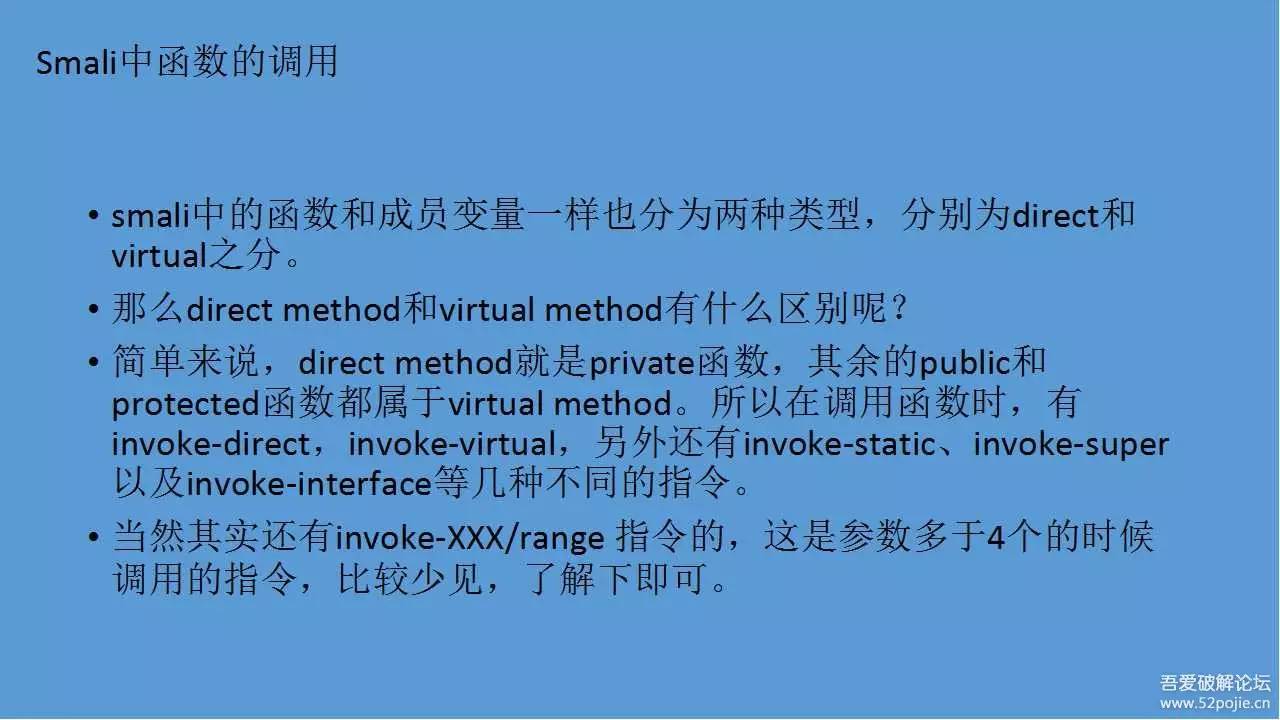 Smali中函数的调用
• smali中的函数和成员变量一样也分为两种类型，分别为direct和
virtual之分。
• 那么direct method和virtual method有什么区别呢？
• 简单来说，direct method就是private函数，其余的public和
protected函数都属于virtual method。所以在调用函数时，有
invoke-direct，invoke-virtual，另外还有invoke-static、invoke-super
以及invoke-interface等几种不同的指令。
• 当然其实还有invoke-XXX/range 指令的，这是参数多于4个的时候
调用的指令，比较少见，了解下即可。
吾爱破解论坛
www.52pojie.cn